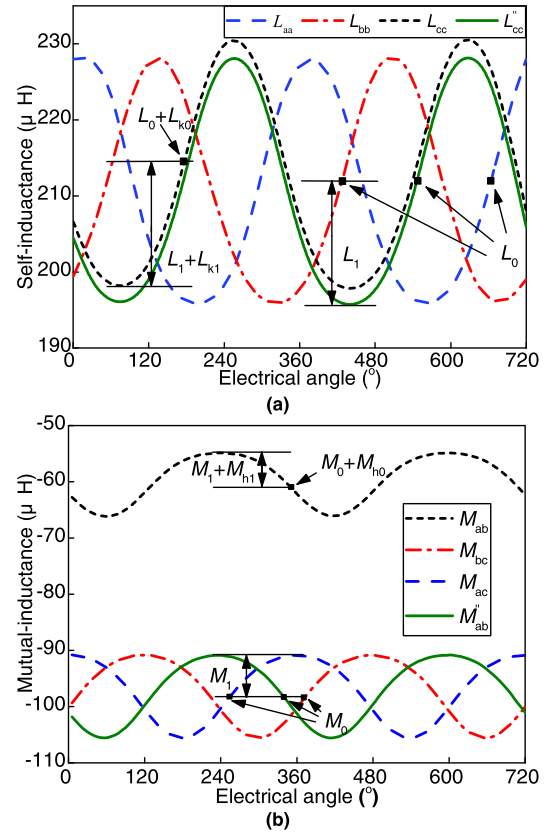 (a)
L_aa L_bb L_cc L"_cc
230
220
210
200
190
Self-induactance (μ H)
L_0+L_k0
L_1+L_k1
L_1
L_0
0 120 240 360 480 600 720
Electrical angle (°)
(a)
-50
-60
-70
-80
-90
-100
-110
Mutual-inductance (μ H)
M_1+M_h1
M_0+M_h0
M_ab
M_bc
M_ac
M"_ab
M_1
M_0
0 120 240 360 480 600 720
Electrical angle (°)
(b)